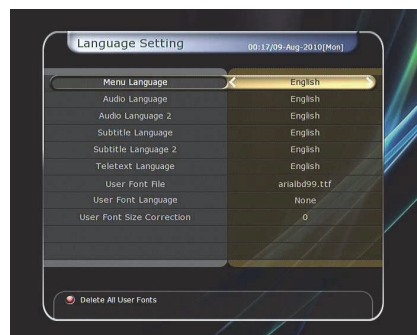 Language Setting 00:17/09-Aug-2010[Mon]
Menu Language English
Audio Language English
Audio Language 2 English
Subtitle Language English
Subtitle Language 2 English
Teletext Language English
User Font File arialbd99.ttf
User Font Language None
User Font Size Correction 0
Delete All User Fonts